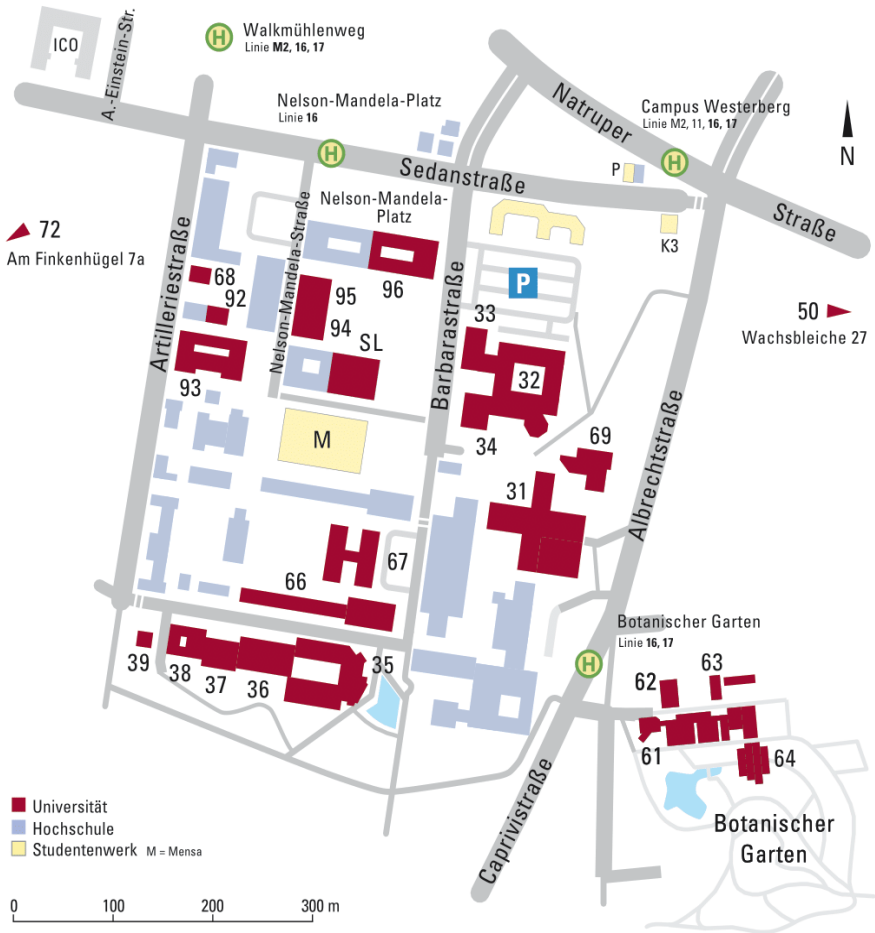 ICO
A.-Einstein-Str.
H
Walkmühlenweg
Linie M2, 16, 17
Nelson-Mandela-Platz
Linie 16
H
Sedanstraße
Natruper
Straße
Campus Westerberg
Linie M2, 11, 16, 17
H
N
P
K3
72
Am Finkenhügel 7a
Artilleriestraße
Nelson-Mandela-Straße
Nelson-Mandela-
Platz
Barbarastraße
68
92
93
95
94
96
SL
M
P
33
32
34
50
Wachsbleiche 27
Albrechtstraße
69
31
67
66
39
38
37
36
35
Botanischer Garten
Linie 16, 17
H
62
63
61
64
Caprivistraße
Botanischer
Garten
Universität
Hochschule
Studentenwerk M = Mensa
0 100 200 300 m